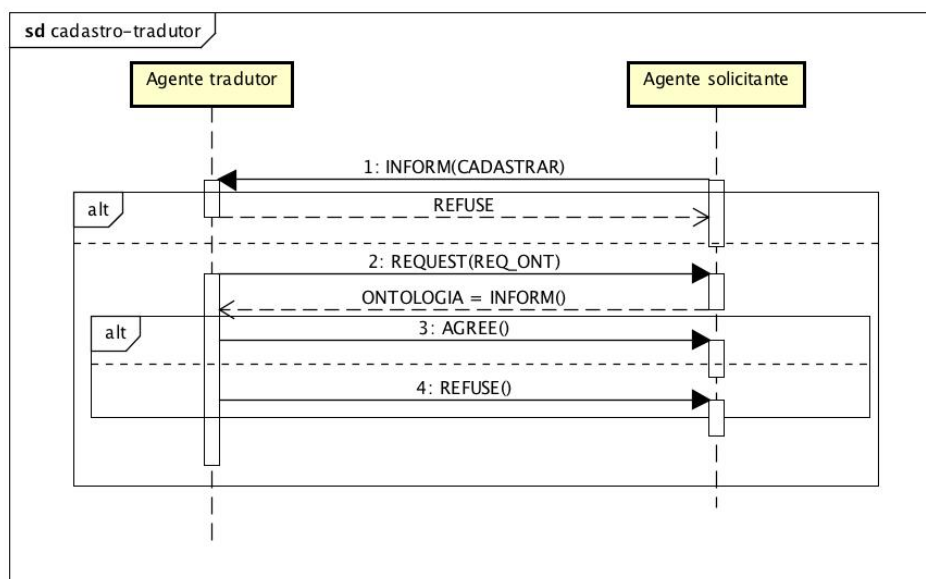 sd cadastro-tradutor
Agente tradutor
Agente solicitante
1: INFORM(CADASTRAR)
alt
REFUSE
2: REQUEST(REQ_ONT)
ONTOLOGIA = INFORM()
alt
3: AGREE()
4: REFUSE()